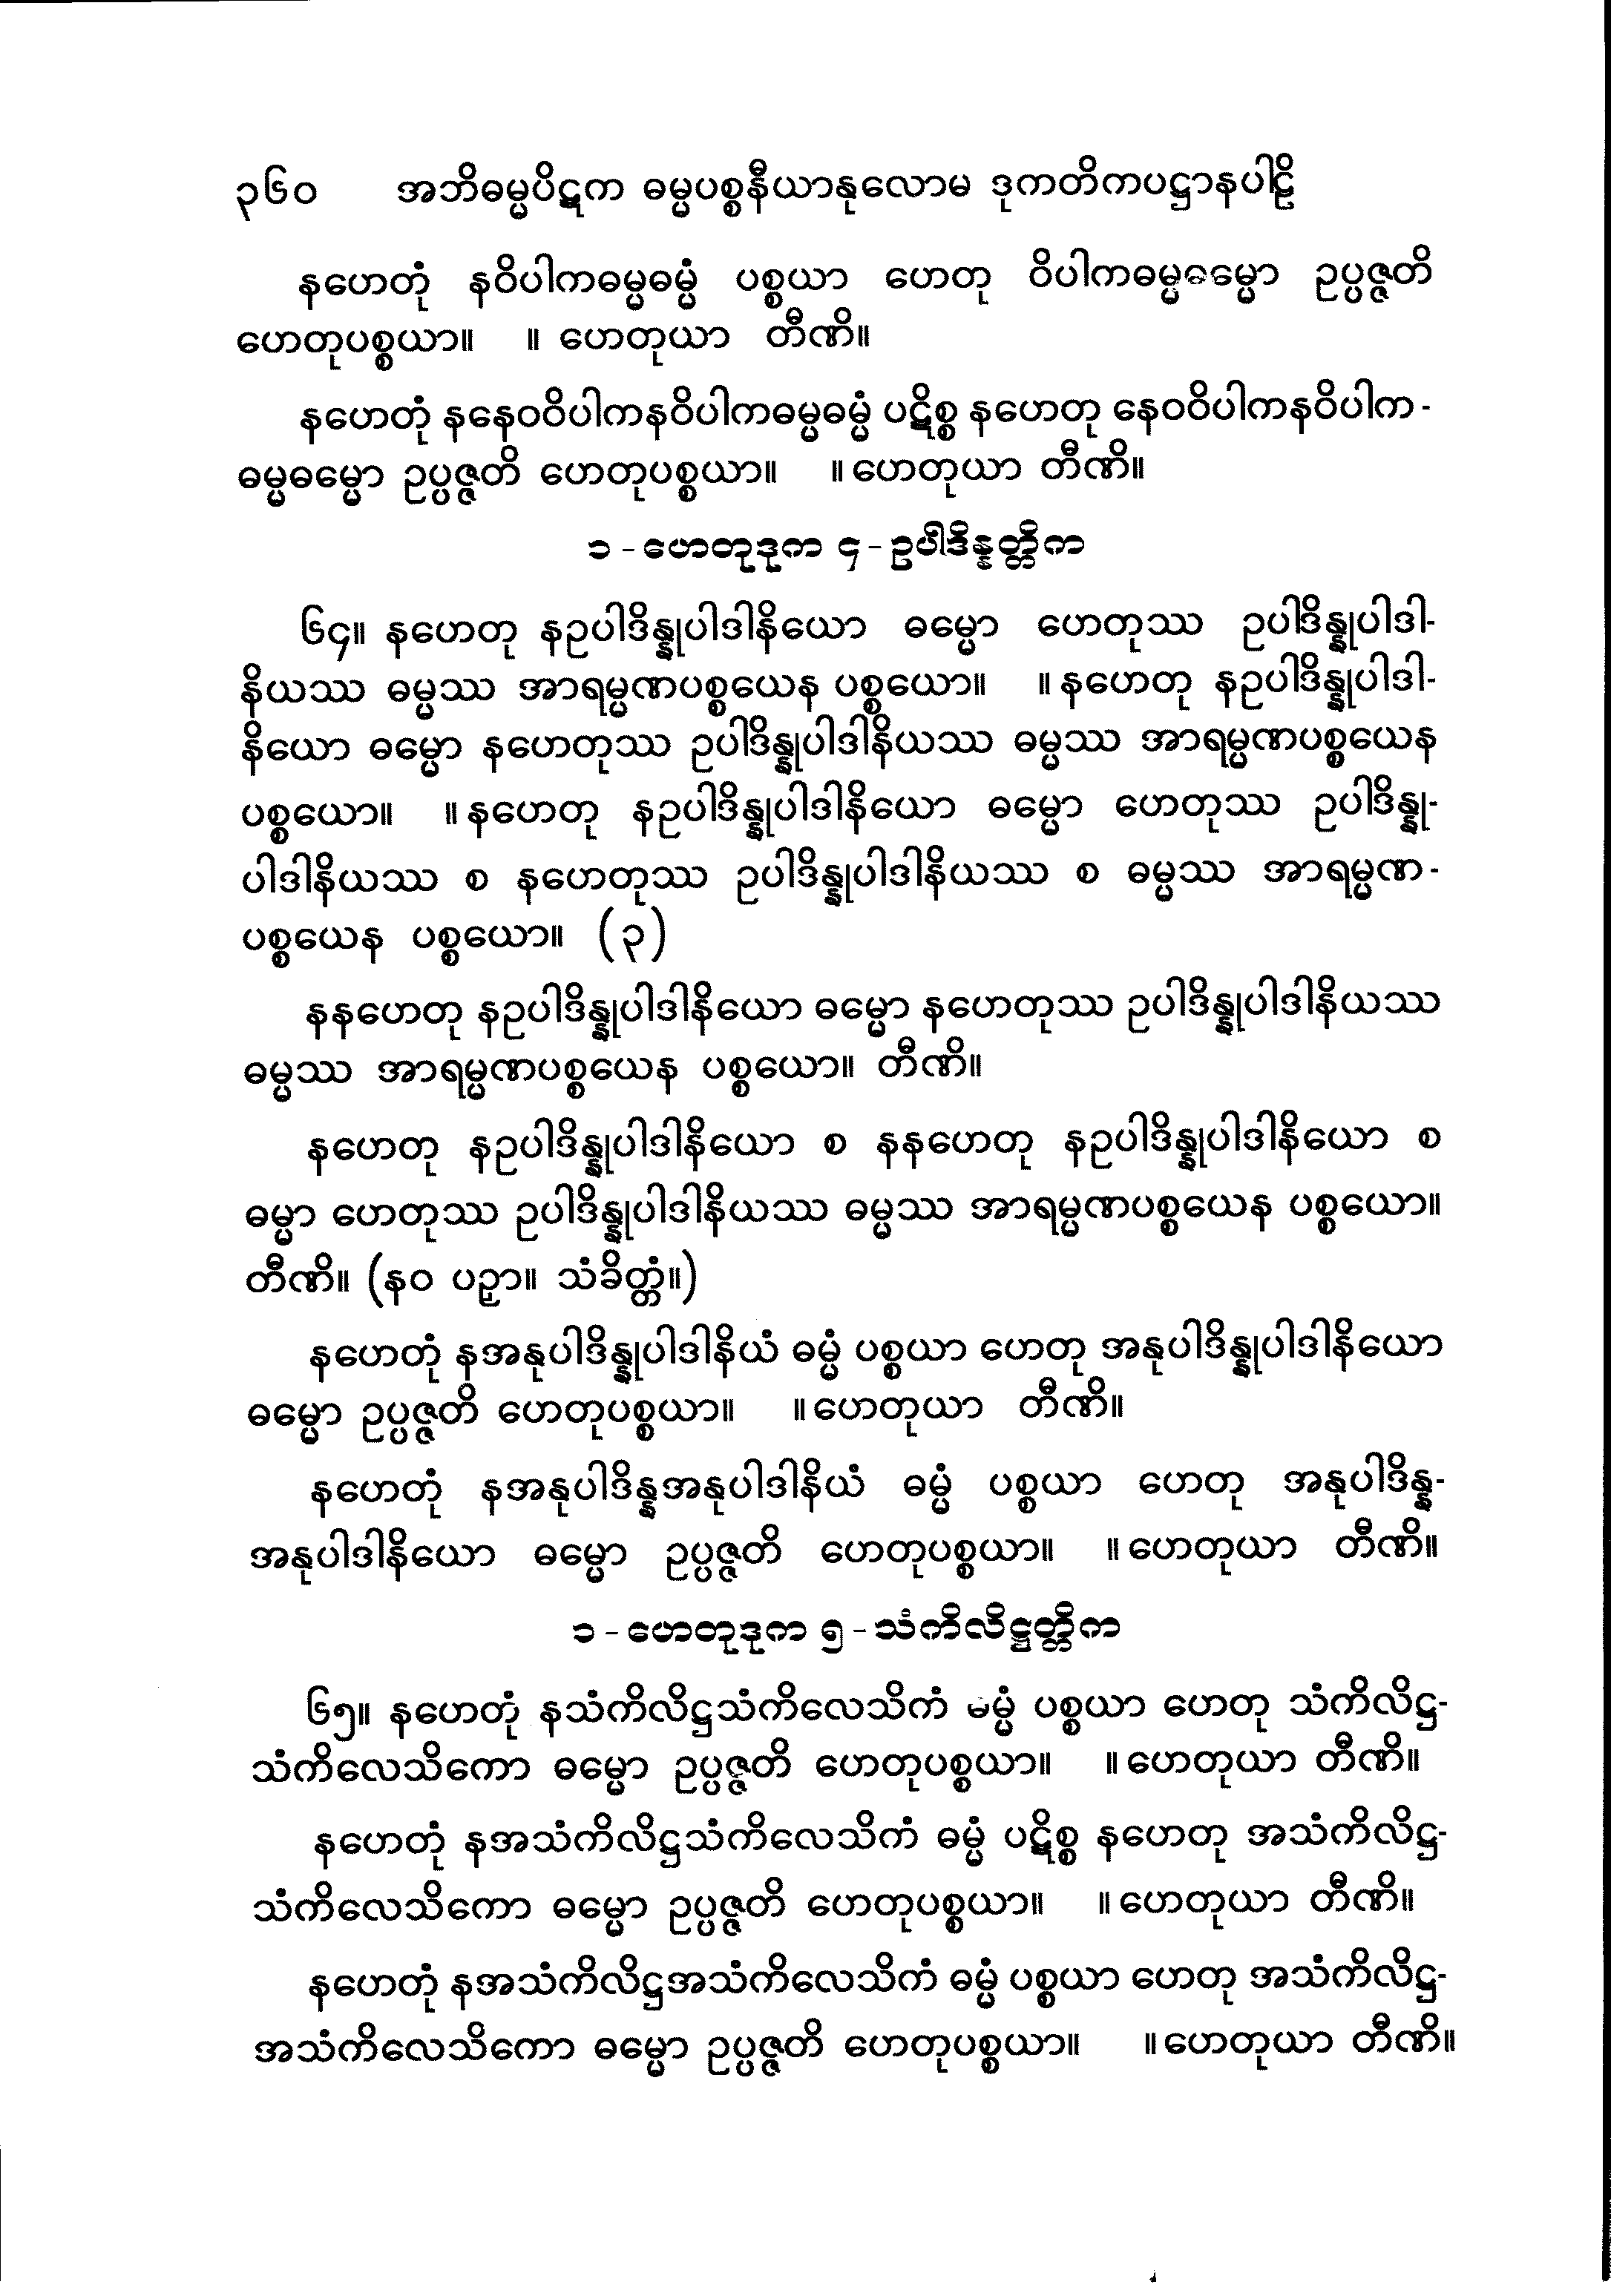 ၃၆၀ အဘိဓမ္မပိဋက ဓမ္မပစ္စနီယာနုလောမ ဒုကတိကပဋ္ဌာနပါဠိ
နဟေတုံ နဝိပါကဓမ္မဓမ္မံ ပစ္စယာ ဟေတု ဝိပါကဓမ္မဓမ္မော ဥပ္ပဇ္ဇတိ
ဟေတုပစ္စယာ။ ။ ဟေတုယာ တီဏိ။
နဟေတုံ နနေဝဝိပါကနဝိပါကဓမ္မဓမ္မံ ပဋိစ္စ နဟေတု နေဝဝိပါကနဝိပါက-
ဓမ္မဓမ္မော ဥပ္ပဇ္ဇတိ ဟေတုပစ္စယာ။ ။ ဟေတုယာ တီဏိ။
၁ - ဟေတုဒုက ၄ - ဥပါဒိန္နတ္တိက
၆၄။ နဟေတု နဥပါဒိန္နုပါဒါနိယော ဓမ္မော ဟေတုဿ ဥပါဒိန္နုပါဒါ-
နိယဿ ဓမ္မဿ အာရမ္မဏပစ္စယေန ပစ္စယော။ ။ နဟေတု နဥပါဒိန္နုပါဒါ-
နိယော ဓမ္မော နဟေတုဿ ဥပါဒိန္နုပါဒါနိယဿ ဓမ္မဿ အာရမ္မဏပစ္စယေန
ပစ္စယော။ ။ နဟေတု နဥပါဒိန္နုပါဒါနိယော ဓမ္မော ဟေတုဿ ဥပါဒိန္နု-
ပါဒါနိယဿ စ နဟေတုဿ ဥပါဒိန္နုပါဒါနိယဿ စ ဓမ္မဿ အာရမ္မဏ-
ပစ္စယေန ပစ္စယော။ (၃)
နနဟေတု နဥပါဒိန္နုပါဒါနိယော ဓမ္မော နဟေတုဿ ဥပါဒိန္နုပါဒါနိယဿ
ဓမ္မဿ အာရမ္မဏပစ္စယေန ပစ္စယော။ တီဏိ။
နဟေတု နဥပါဒိန္နုပါဒါနိယော စ နနဟေတု နဥပါဒိန္နုပါဒါနိယော စ
ဓမ္မာ ဟေတုဿ ဥပါဒိန္နုပါဒါနိယဿ ဓမ္မဿ အာရမ္မဏပစ္စယေန ပစ္စယော။
တီဏိ။ (နဝ ပဉှာ။ သံခိတ္တံ။)
နဟေတုံ နအနုပါဒိန္နုပါဒါနိယံ ဓမ္မံ ပစ္စယာ ဟေတု အနုပါဒိန္နုပါဒါနိယော
ဓမ္မော ဥပ္ပဇ္ဇတိ ဟေတုပစ္စယာ။ ။ ဟေတုယာ တီဏိ။
နဟေတုံ နအနုပါဒိန္နအနုပါဒါနိယံ ဓမ္မံ ပစ္စယာ ဟေတု အနုပါဒိန္န-
အနုပါဒါနိယော ဓမ္မော ဥပ္ပဇ္ဇတိ ဟေတုပစ္စယာ။ ။ ဟေတုယာ တီဏိ။
၁ - ဟေတုဒုက ၅ - သံကိလိဋ္ဌတ္တိက
၆၅။ နဟေတုံ နသံကိလိဋ္ဌသံကိလေသိကံ ဓမ္မံ ပစ္စယာ ဟေတု သံကိလိဋ္ဌ-
သံကိလေသိကော ဓမ္မော ဥပ္ပဇ္ဇတိ ဟေတုပစ္စယာ။ ။ ဟေတုယာ တီဏိ။
နဟေတုံ နအသံကိလိဋ္ဌသံကိလေသိကံ ဓမ္မံ ပဋိစ္စ နဟေတု အသံကိလိဋ္ဌ-
သံကိလေသိကော ဓမ္မော ဥပ္ပဇ္ဇတိ ဟေတုပစ္စယာ။ ။ ဟေတုယာ တီဏိ။
နဟေတုံ နအသံကိလိဋ္ဌအသံကိလေသိကံ ဓမ္မံ ပစ္စယာ ဟေတု အသံကိလိဋ္ဌ-
အသံကိလေသိကော ဓမ္မော ဥပ္ပဇ္ဇတိ ဟေတုပစ္စယာ။ ။ ဟေတုယာ တီဏိ။